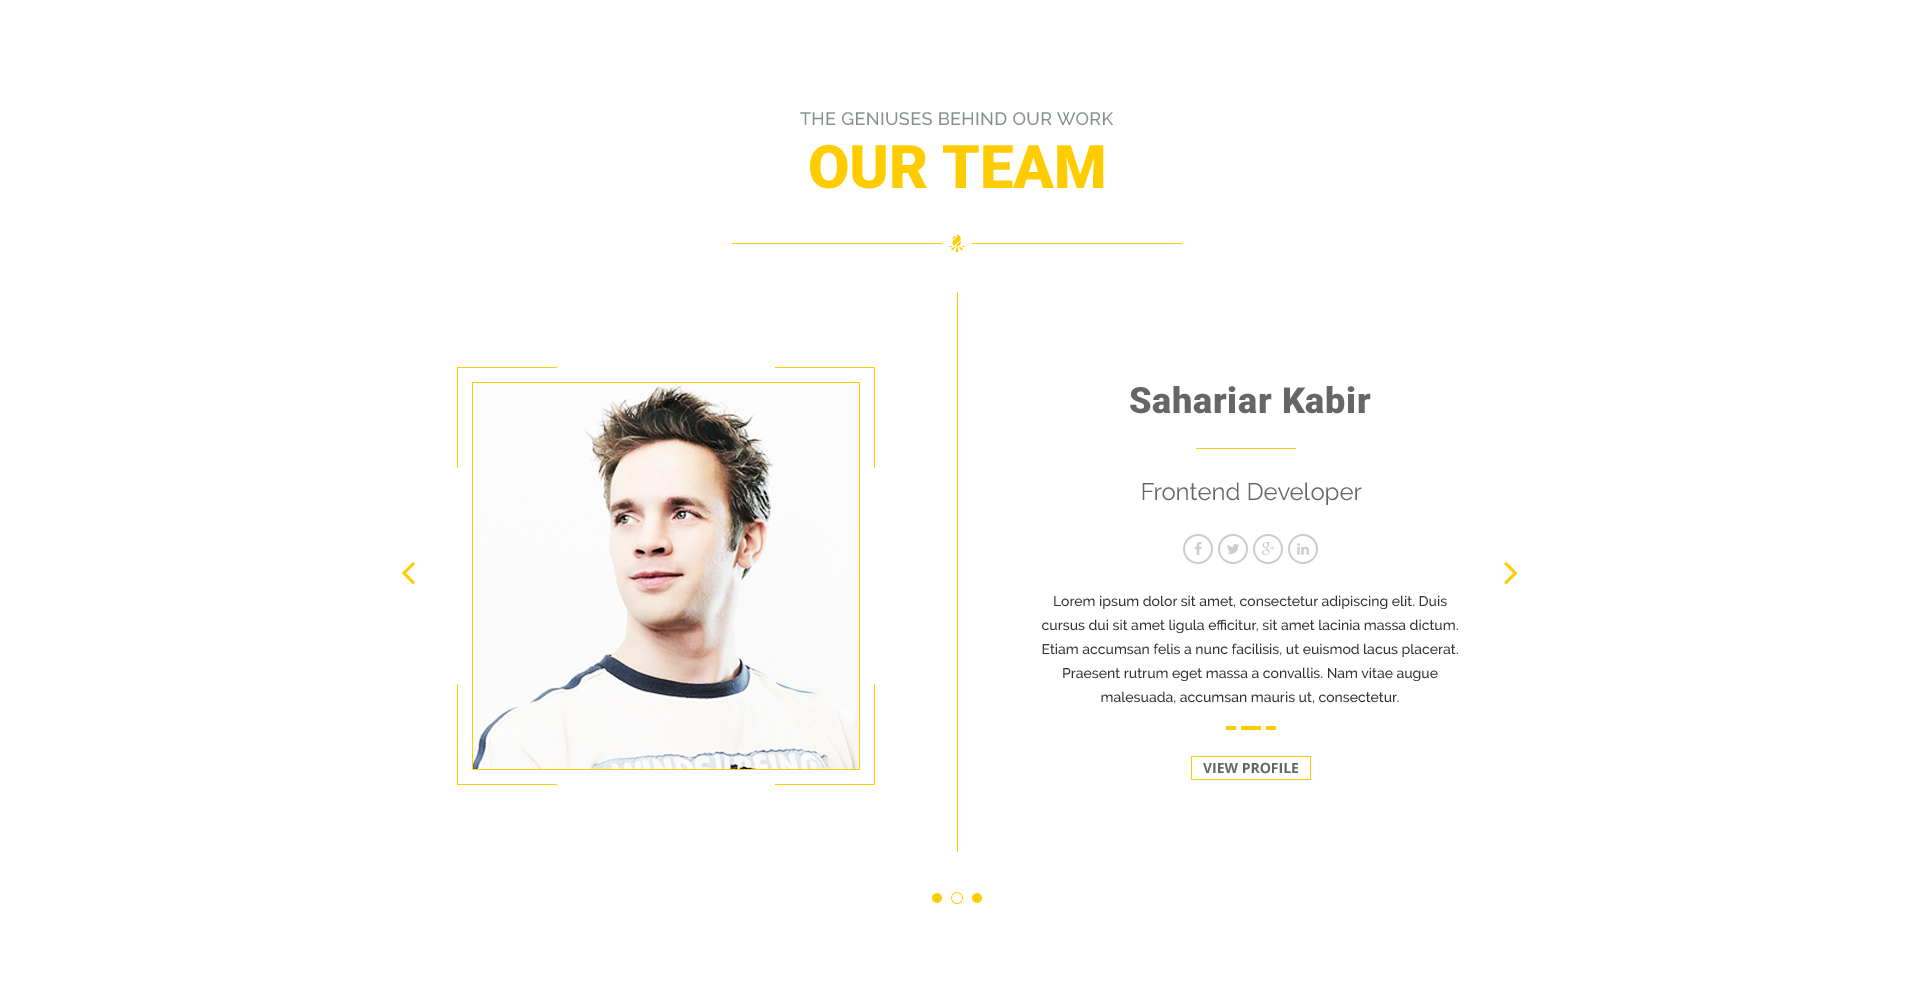 THE GENIUSES BEHIND OUR WORK
OUR TEAM
Sahariar Kabir
Frontend Developer
Lorem ipsum dolor sit amet, consectetur adipiscing elit. Duis
cursus dui sit amet ligula efficitur, sit amet lacinia massa dictum.
Etiam accumsan felis a nunc facilisis, ut euismod lacus placerat.
Praesent rutrum eget massa a convallis. Nam vitae augue
malesuada, accumsan mauris ut, consectetur.
VIEW PROFILE